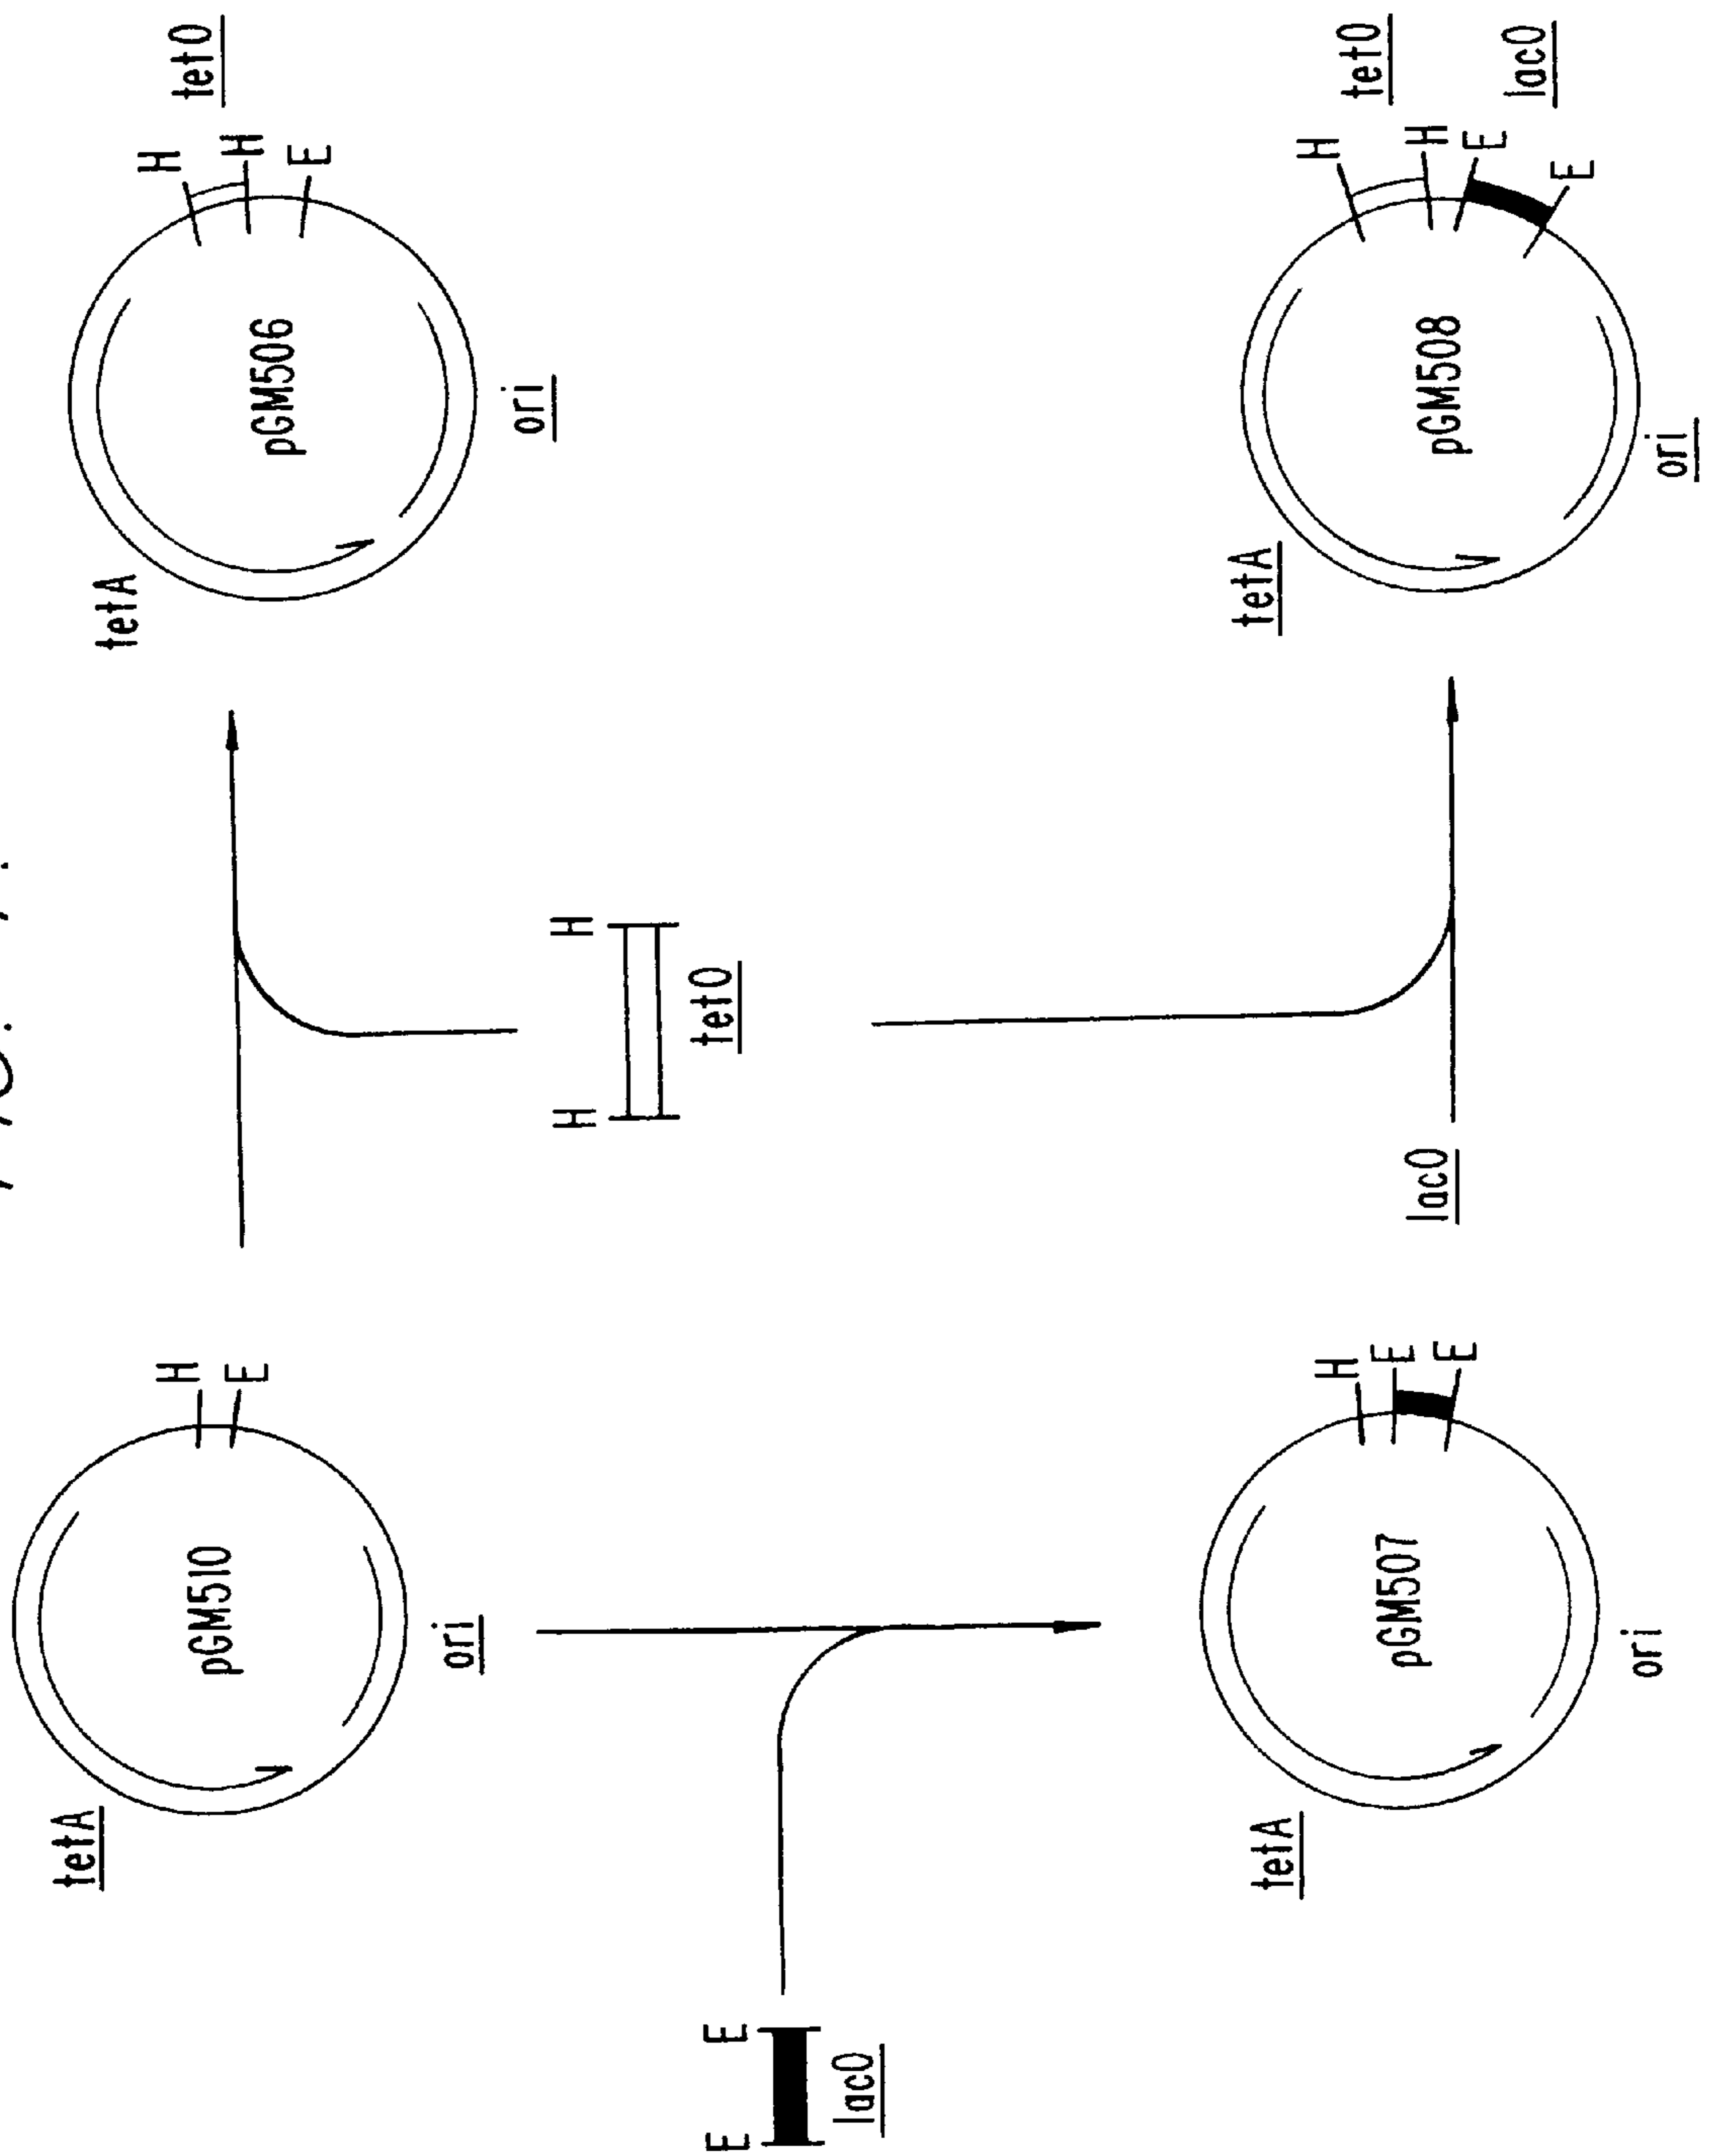 tetA
pGM510
H
E
ori
tetA
pGM506
H
H
E
tetO
ori
E E
lacO
H H
tetO
tetA
pGM507
H
E
E
lacO
ori
tetA
pGM508
H
H
E
E
tetO
lacO
ori